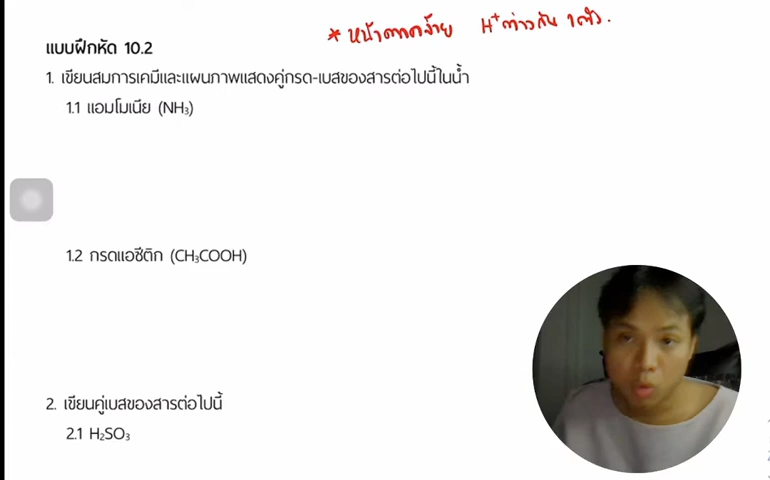 * หน้าตาคล้าย H⁺ ต่างกัน 1 ตัว.
แบบฝึกหัด 10.2
1. เขียนสมการเคมีและแผนภาพแสดงคู่กรด-เบสของสารต่อไปนี้ในน้ำ
1.1 แอมโมเนีย (NH₃)
1.2 กรดแอซีติก (CH₃COOH)
2. เขียนคู่เบสของสารต่อไปนี้
2.1 H₂SO₃